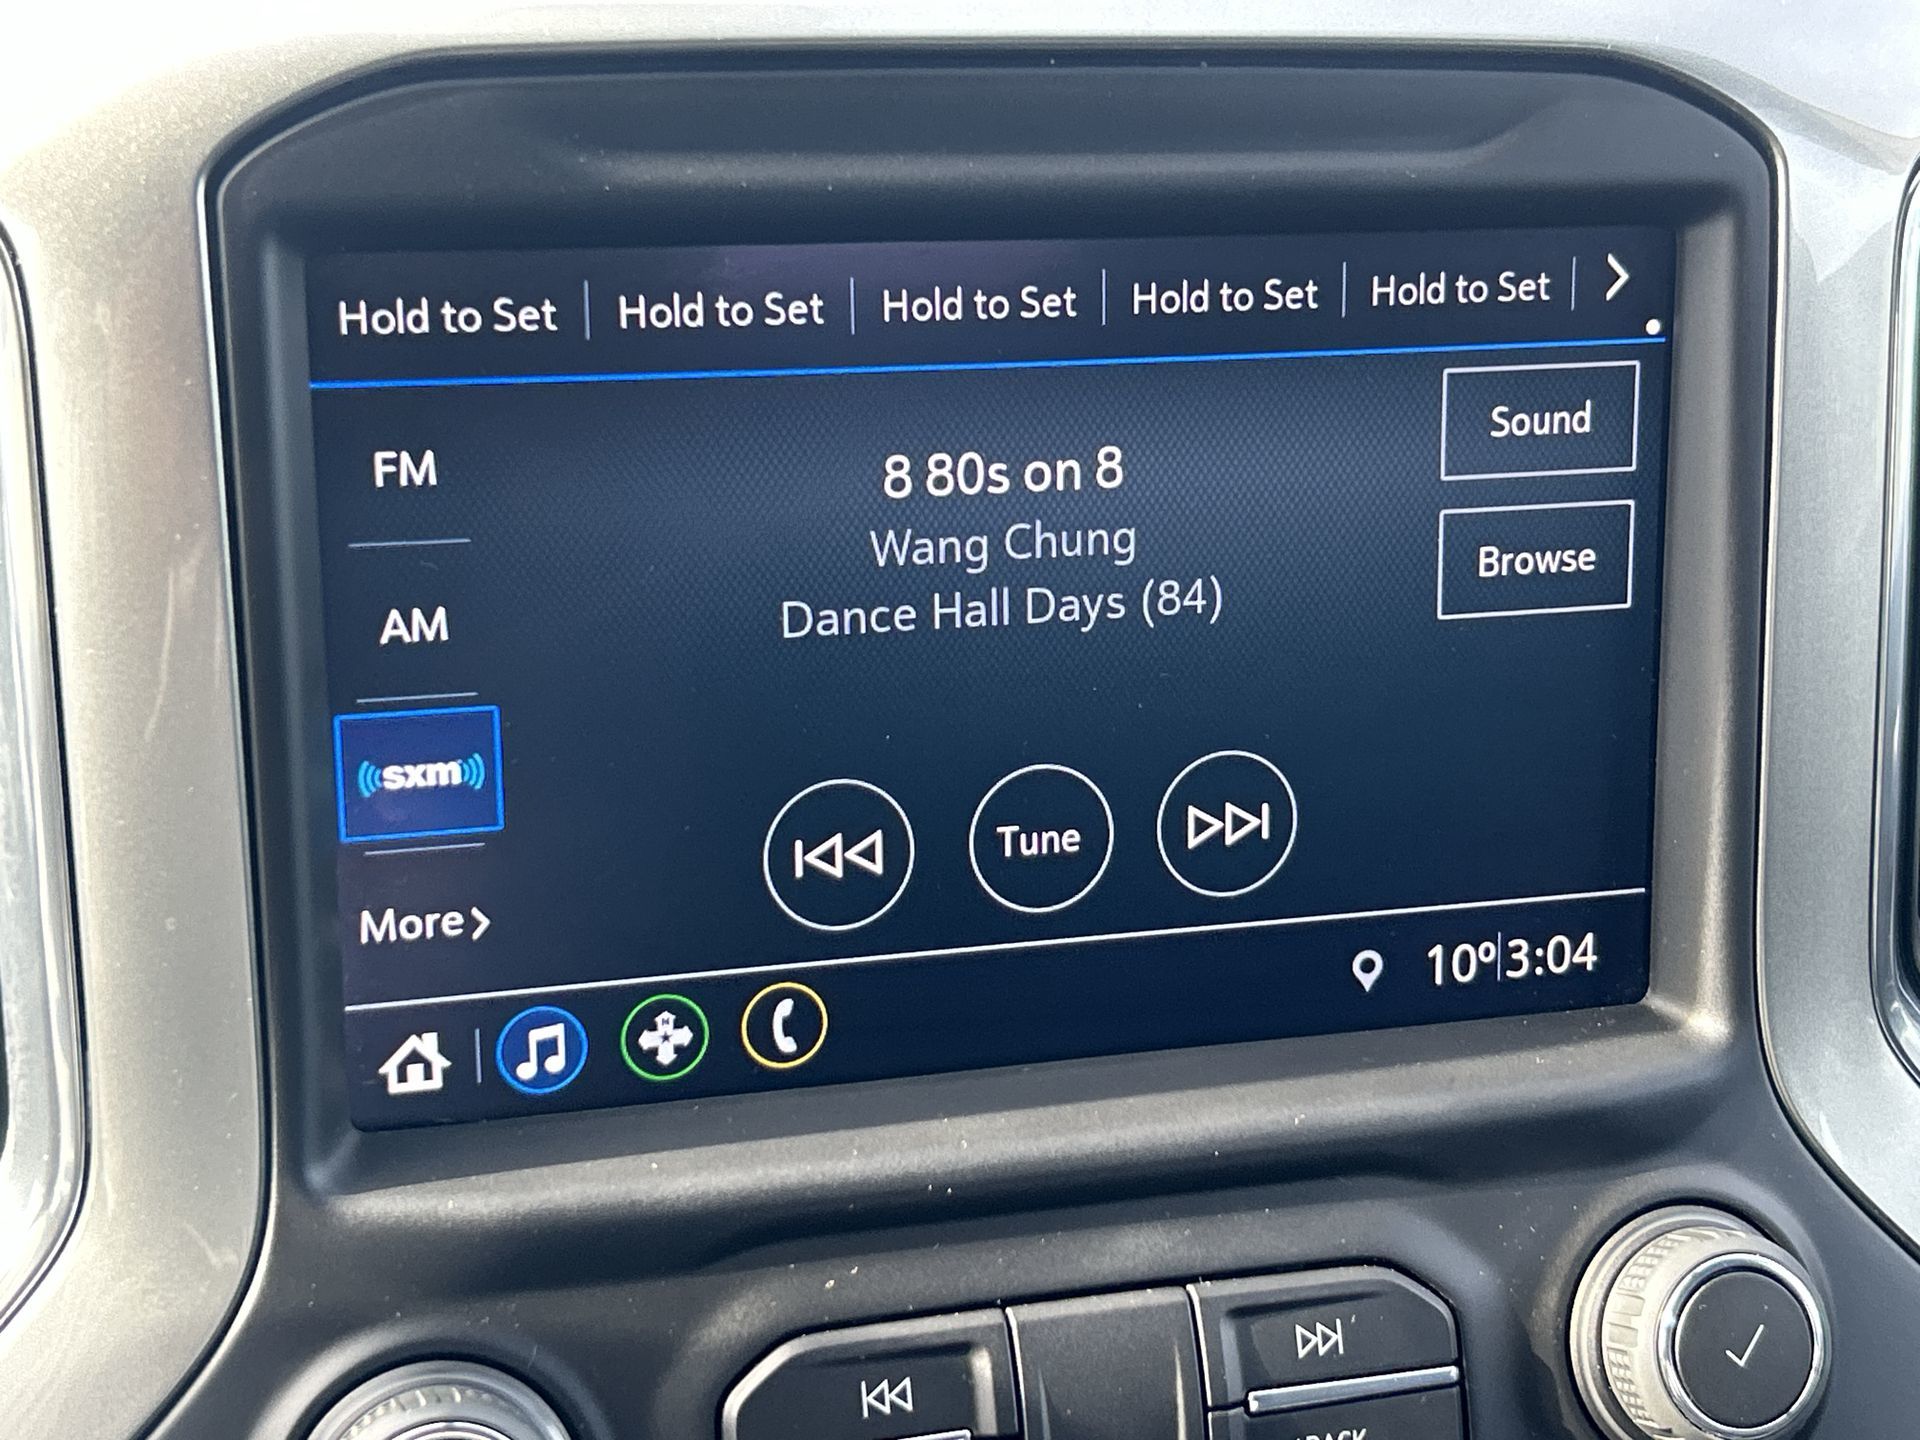 Hold to Set Hold to Set Hold to Set Hold to Set Hold to Set
Sound
FM
8 80s on 8
Wang Chung
Browse
AM
Dance Hall Days (84)
sxm
Tune
More
10° 3:04
N
BACK